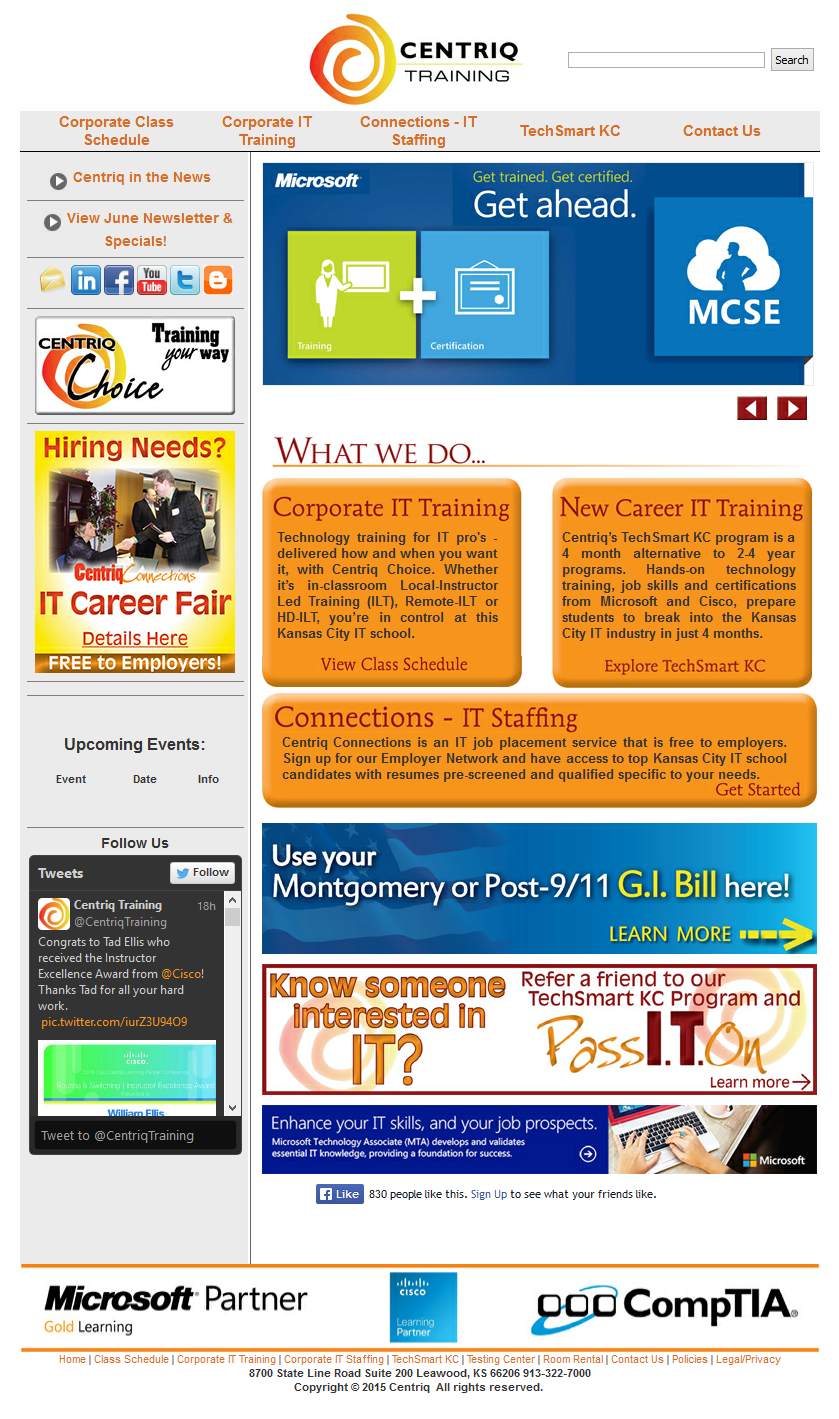 CENTRIQ
TRAINING
Search
Corporate Class
Schedule
Corporate IT
Training
Connections - IT
Staffing
TechSmart KC
Contact Us
Centriq in the News
View June Newsletter &
Specials!
in
f
You
Tube
t
B
CENTRIQ
Choice
Training
your way
Hiring Needs?
Centriq Connections
IT Career Fair
Details Here
FREE to Employers!
Upcoming Events:
Event Date Info
Follow Us
Tweets
Follow
Centriq Training 18h
@CentriqTraining
Congrats to Tad Ellis who
received the Instructor
Excellence Award from @Cisco!
Thanks Tad for all your hard
work.
pic.twitter.com/iurZ3U94O9
CISCO.
Routing & Switching | Instructor Excellence Award
William Ellis
Tweet to @CentriqTraining
Microsoft
Get trained. Get certified.
Get ahead.
Training
Certification
MCSE
WHAT WE DO...
Corporate IT Training
Technology training for IT pro's -
delivered how and when you want
it, with Centriq Choice. Whether
it's in-classroom Local-Instructor
Led Training (ILT), Remote-ILT or
HD-ILT, you're in control at this
Kansas City IT school.
View Class Schedule
New Career IT Training
Centriq's TechSmart KC program is a
4 month alternative to 2-4 year
programs. Hands-on technology
training, job skills and certifications
from Microsoft and Cisco, prepare
students to break into the Kansas
City IT industry in just 4 months.
Explore TechSmart KC
Connections - IT Staffing
Centriq Connections is an IT job placement service that is free to employers.
Sign up for our Employer Network and have access to top Kansas City IT school
candidates with resumes pre-screened and qualified specific to your needs.
Get Started
Use your
Montgomery or Post-9/11 G.I. Bill here!
LEARN MORE
Know someone
interested in
IT?
Refer a friend to our
TechSmart KC Program and
Pass I.T. On
Learn more
Enhance your IT skills, and your job prospects.
Microsoft Technology Associate (MTA) develops and validates
essential IT knowledge, providing a foundation for success.
Microsoft
Like 830 people like this. Sign Up to see what your friends like.
Microsoft Partner
Gold Learning
CISCO
Learning
Partner
CompTIA®
Home | Class Schedule | Corporate IT Training | Corporate IT Staffing | TechSmart KC | Testing Center | Room Rental | Contact Us | Policies | Legal/Privacy
8700 State Line Road Suite 200 Leawood, KS 66206 913-322-7000
Copyright © 2015 Centriq All rights reserved.